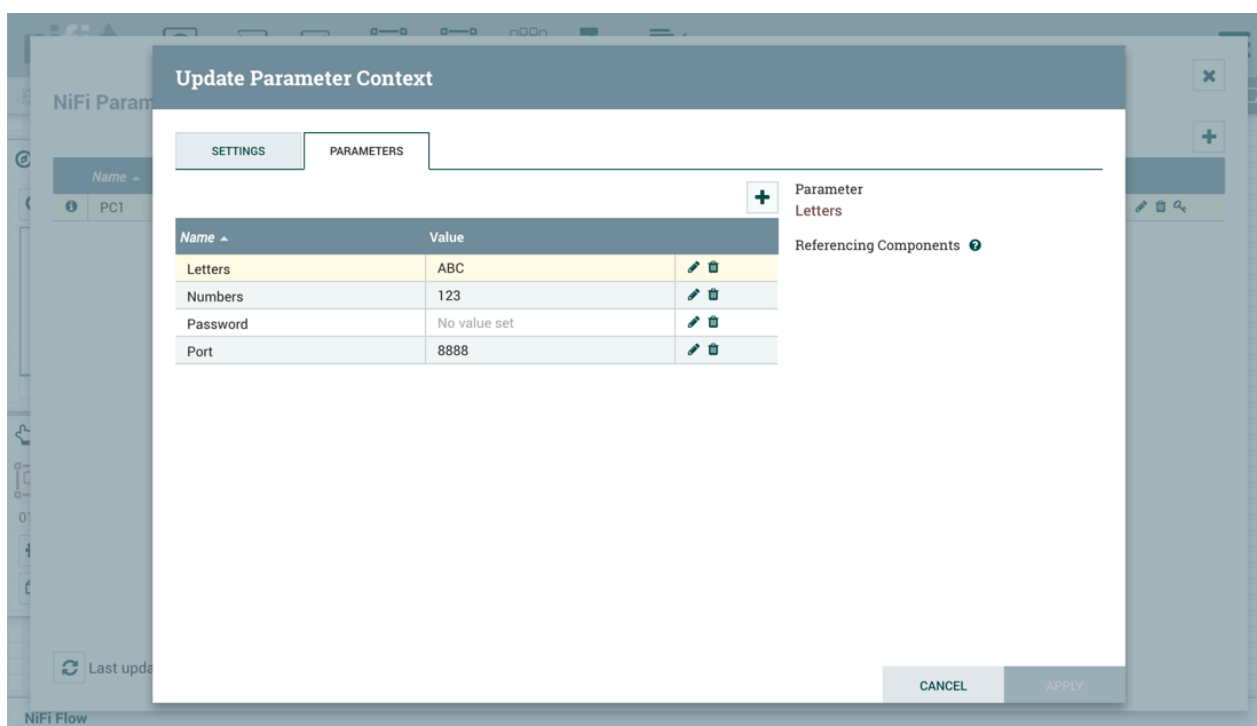 Update Parameter Context
NiFi Param
SETTINGS PARAMETERS
Name
PC1
Parameter
Letters
Referencing Components
Name Value
Letters ABC
Numbers 123
Password No value set
Port 8888
Last upda
CANCEL APPLY
NiFi Flow